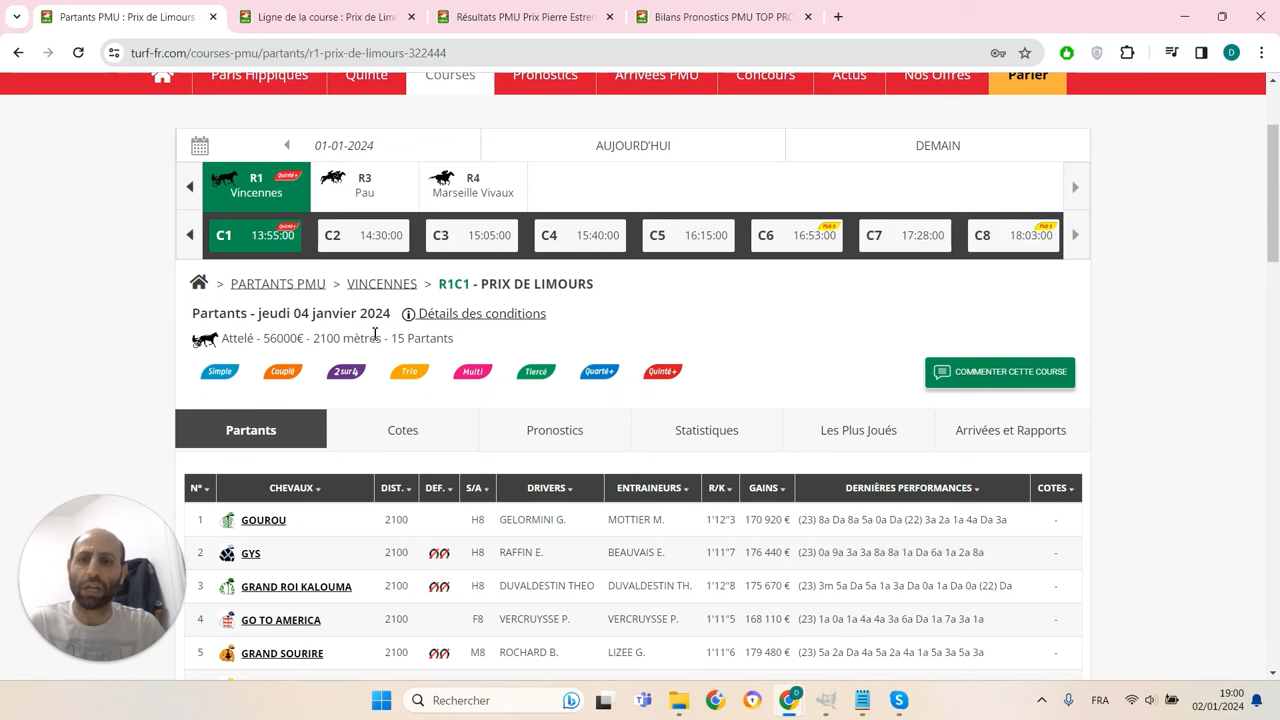 Partants PMU : Prix de Limours
Ligne de la course : Prix de Lim
Résultats PMU Prix Pierre Estren
Bilans Pronostics PMU TOP PRO
turf-fr.com/courses-pmu/partants/r1-prix-de-limours-322444
D
Paris Hippiques Quinté Courses Pronostics Arrivées PMU Concours Actus Nos Offres Parier
01-01-2024 AUJOURD'HUI DEMAIN
R1 Quinté+ R3 R4
Vincennes Pau Marseille Vivaux
C1 13:55:00 Quinté+ C2 14:30:00 C3 15:05:00 C4 15:40:00 C5 16:15:00 C6 16:53:00 Pick 5 C7 17:28:00 C8 18:03:00 Pick 5
> PARTANTS PMU > VINCENNES > R1C1 - PRIX DE LIMOURS
Partants - jeudi 04 janvier 2024 Détails des conditions
Attelé - 56000€ - 2100 mètres - 15 Partants
Simple Couplé 2sur4 Trio Multi Tiercé Quarté+ Quinté+
COMMENTER CETTE COURSE
Partants Cotes Pronostics Statistiques Les Plus Joués Arrivées et Rapports
N° CHEVAUX DIST. DEF. S/A DRIVERS ENTRAINEURS R/K GAINS DERNIÈRES PERFORMANCES COTES
1 GOUROU 2100 H8 GELORMINI G. MOTTIER M. 1'12"3 170 920 € (23) 8a Da 8a 5a 0a Da (22) 3a 2a 1a 4a Da 3a -
2 GYS 2100 H8 RAFFIN E. BEAUVAIS E. 1'11"7 176 440 € (23) 0a 9a 3a 3a 8a 8a 1a Da 6a 1a 2a 8a -
3 GRAND ROI KALOUMA 2100 H8 DUVALDESTIN THEO DUVALDESTIN TH. 1'12"8 175 670 € (23) 3m 5a Da 5a 1a 3a Da 0a 1a Da 0a (22) Da -
4 GO TO AMERICA 2100 F8 VERCRUYSSE P. VERCRUYSSE P. 1'11"5 168 110 € (23) 1a 0a 1a 4a 4a 3a 6a Da 1a 7a 3a 1a -
5 GRAND SOURIRE 2100 M8 ROCHARD B. LIZEE G. 1'11"6 179 480 € (23) 5a 2a Da 4a 5a 2a 4a 1a 5a 3a 5a 3a -
Rechercher
FRA
19:00
02/01/2024